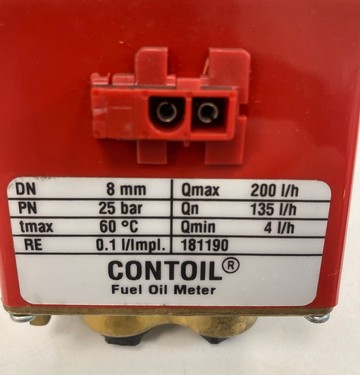 DN 8 mm Qmax 200 l/h
PN 25 bar Qn 135 l/h
tmax 60 °C Qmin 4 l/h
RE 0.1 l/Impl. 181190
CONTOIL®
Fuel Oil Meter